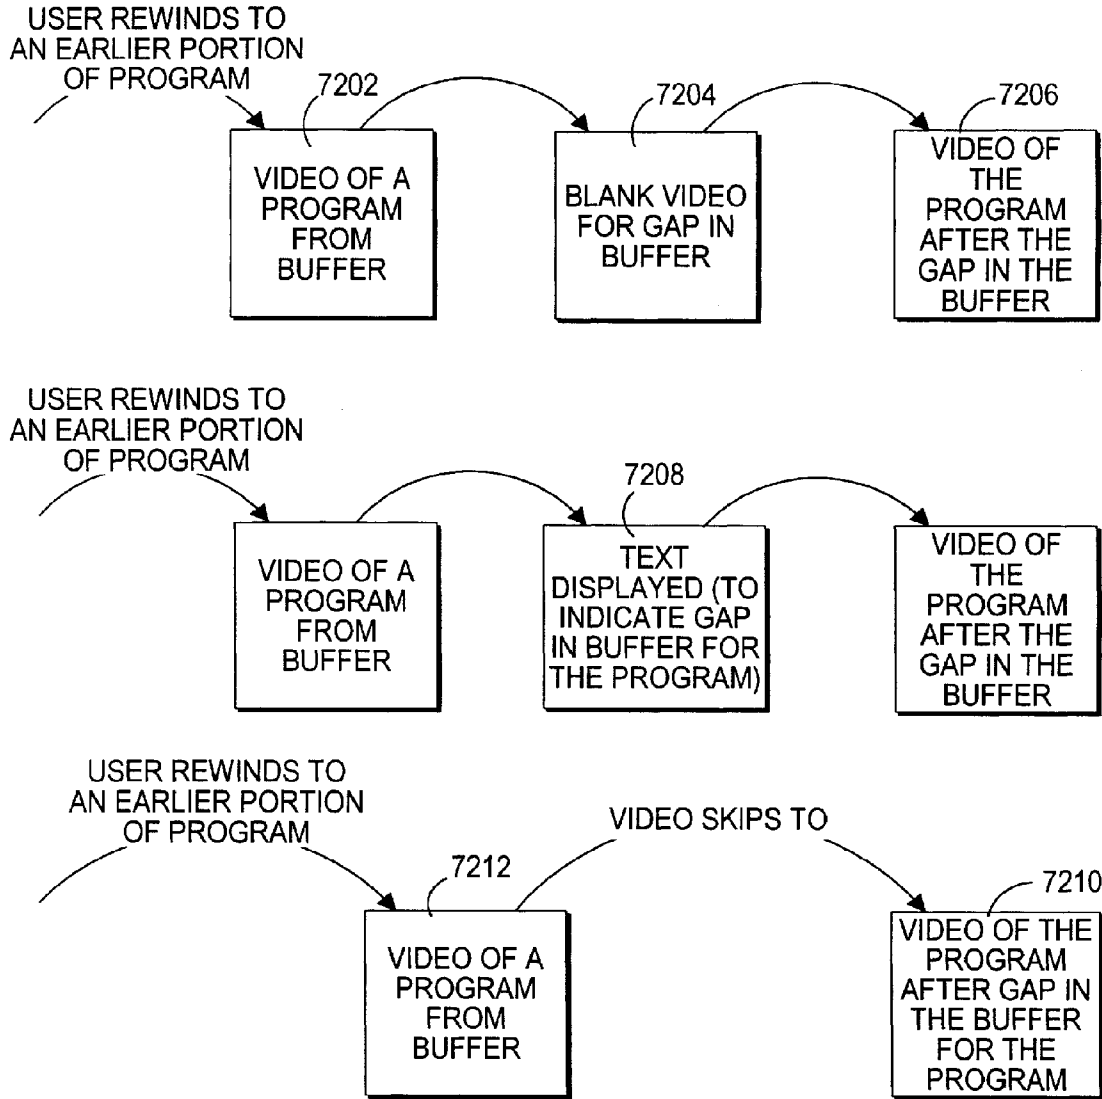 USER REWINDS TO
AN EARLIER PORTION
OF PROGRAM
7202
7204
7206
VIDEO OF A
PROGRAM
FROM
BUFFER
BLANK VIDEO
FOR GAP IN
BUFFER
VIDEO OF
THE
PROGRAM
AFTER THE
GAP IN THE
BUFFER
USER REWINDS TO
AN EARLIER PORTION
OF PROGRAM
7208
VIDEO OF A
PROGRAM
FROM
BUFFER
TEXT
DISPLAYED (TO
INDICATE GAP
IN BUFFER FOR
THE PROGRAM)
VIDEO OF
THE
PROGRAM
AFTER THE
GAP IN THE
BUFFER
USER REWINDS TO
AN EARLIER PORTION
OF PROGRAM
VIDEO SKIPS TO
7212
7210
VIDEO OF A
PROGRAM
FROM
BUFFER
VIDEO OF THE
PROGRAM
AFTER GAP IN
THE BUFFER
FOR THE
PROGRAM